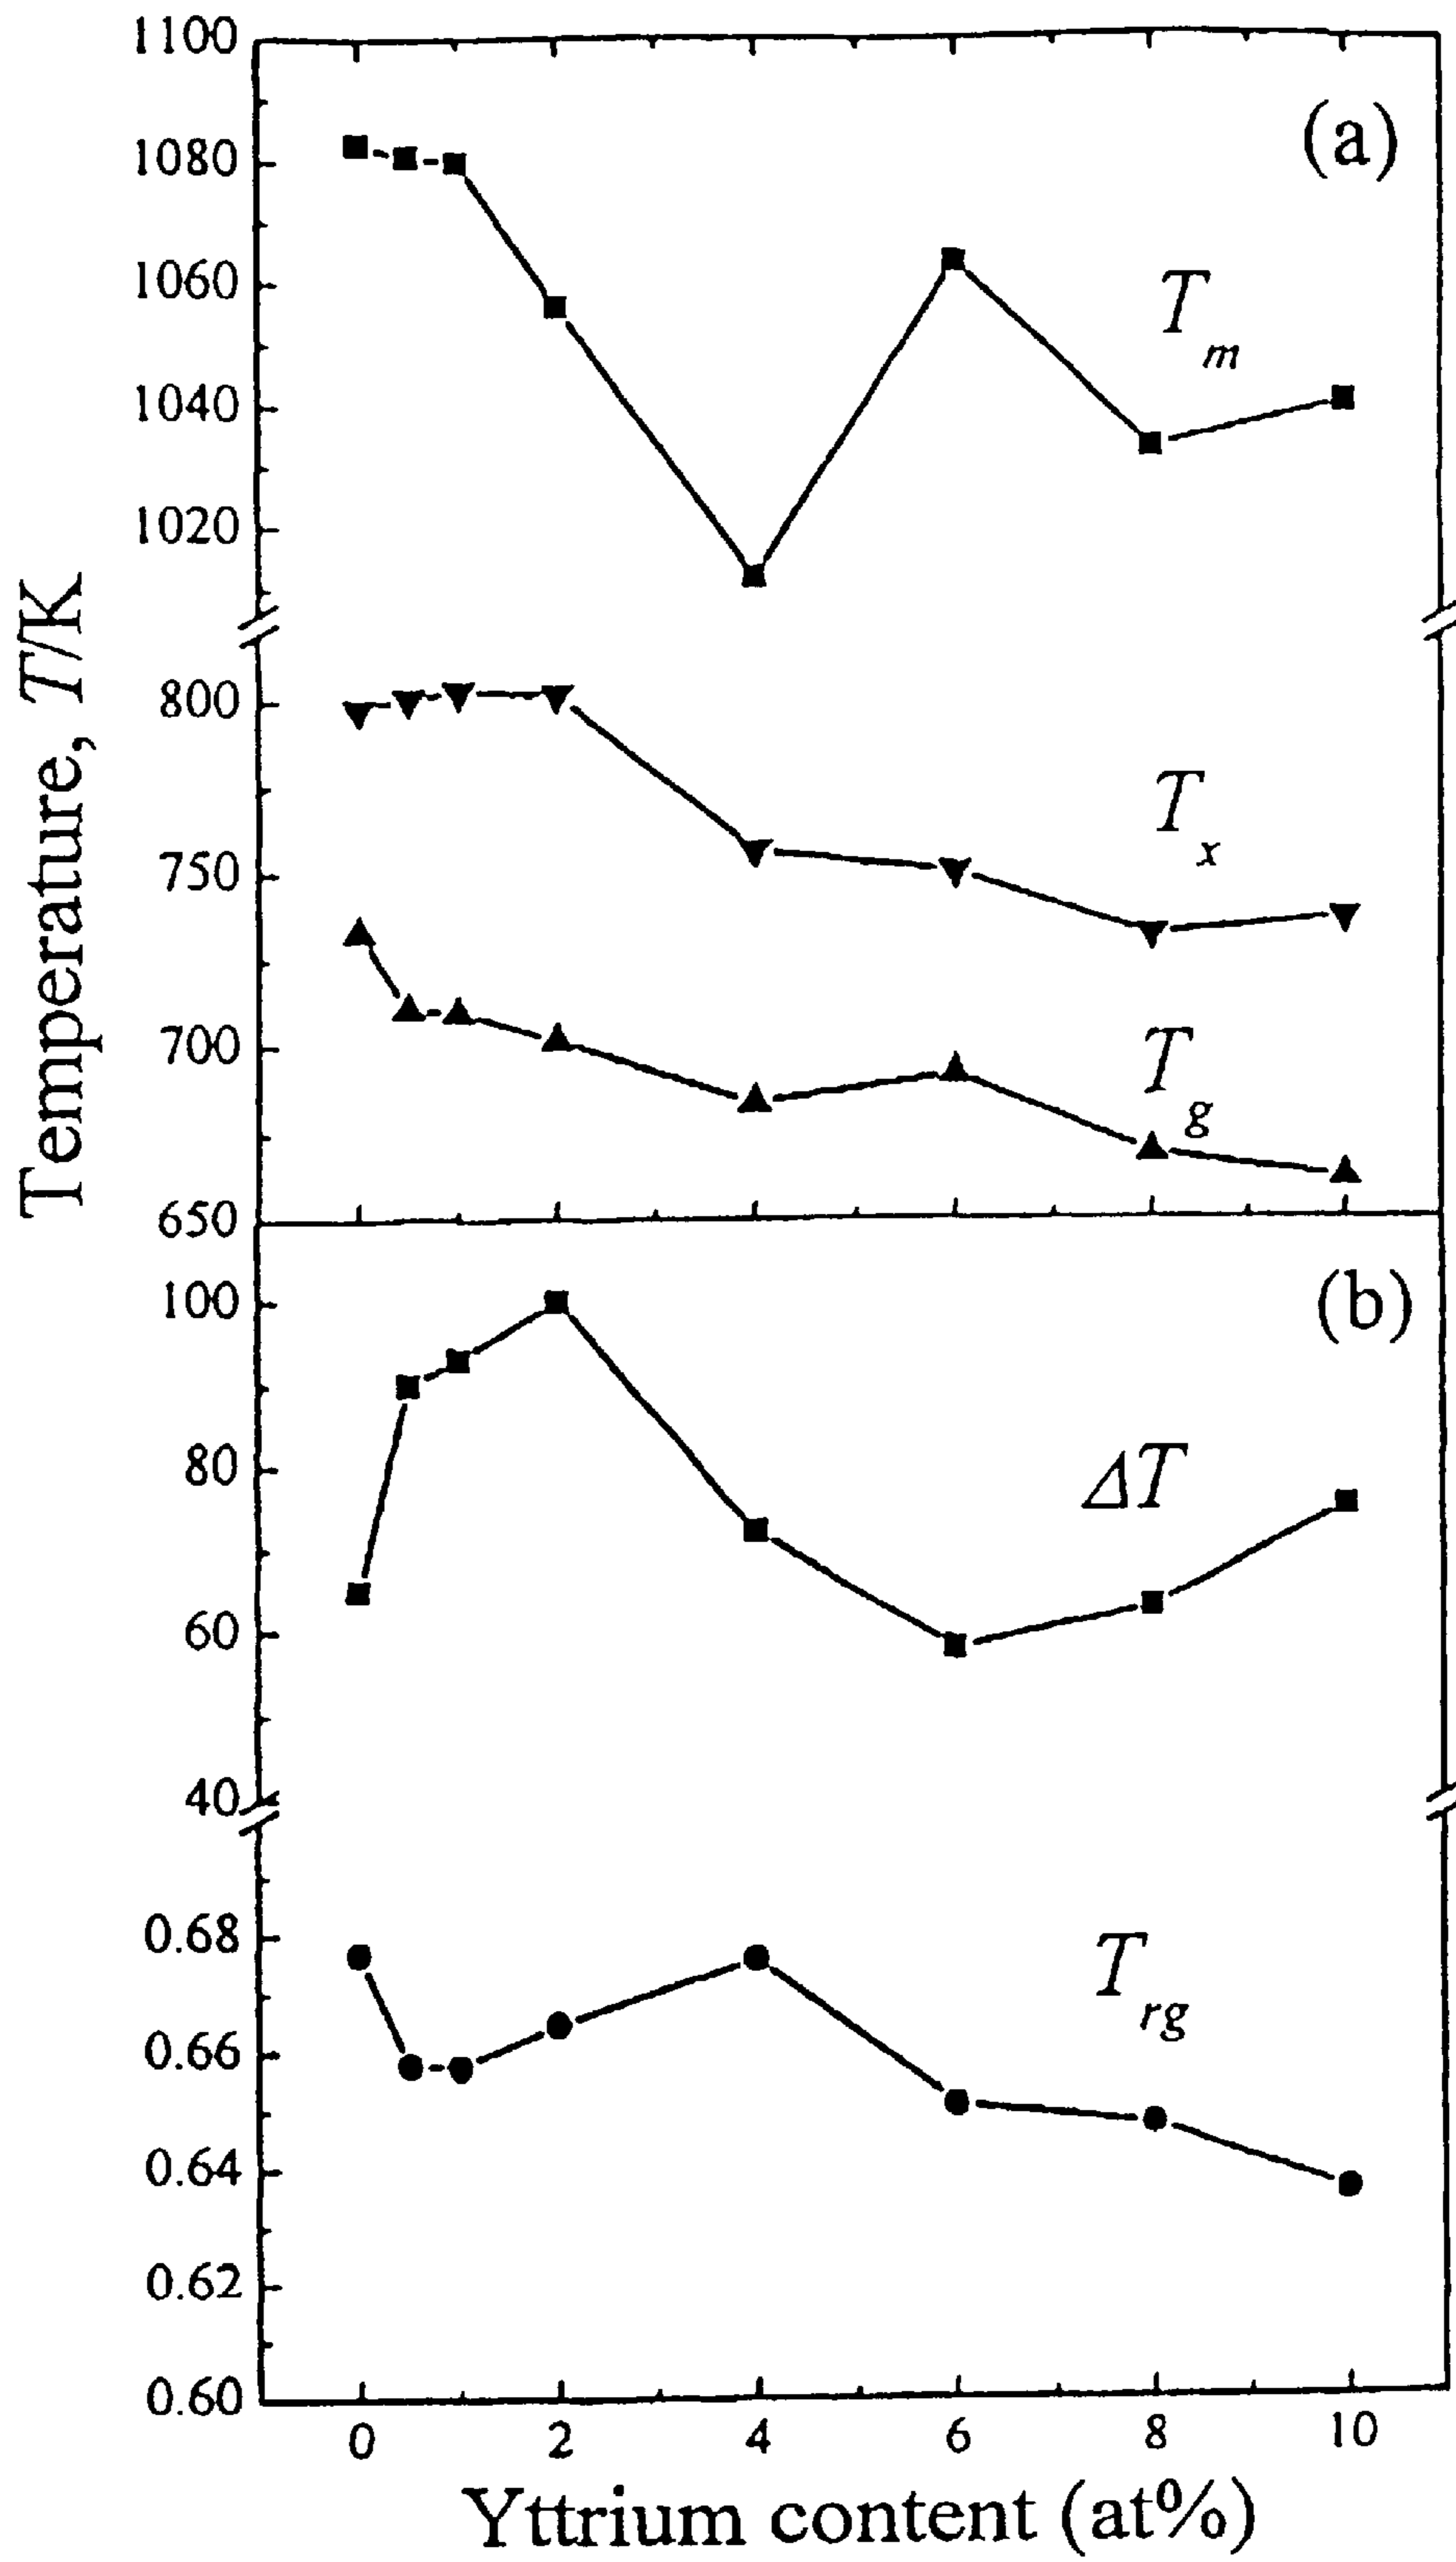 1100
(a)
1080
1060
T_m
1040
1020
Temperature, T/K
800
T_x
750
700
T_g
650
100
(b)
80
ΔT
60
40
0.68
T_rg
0.66
0.64
0.62
0.60
0 2 4 6 8 10
Yttrium content (at%)